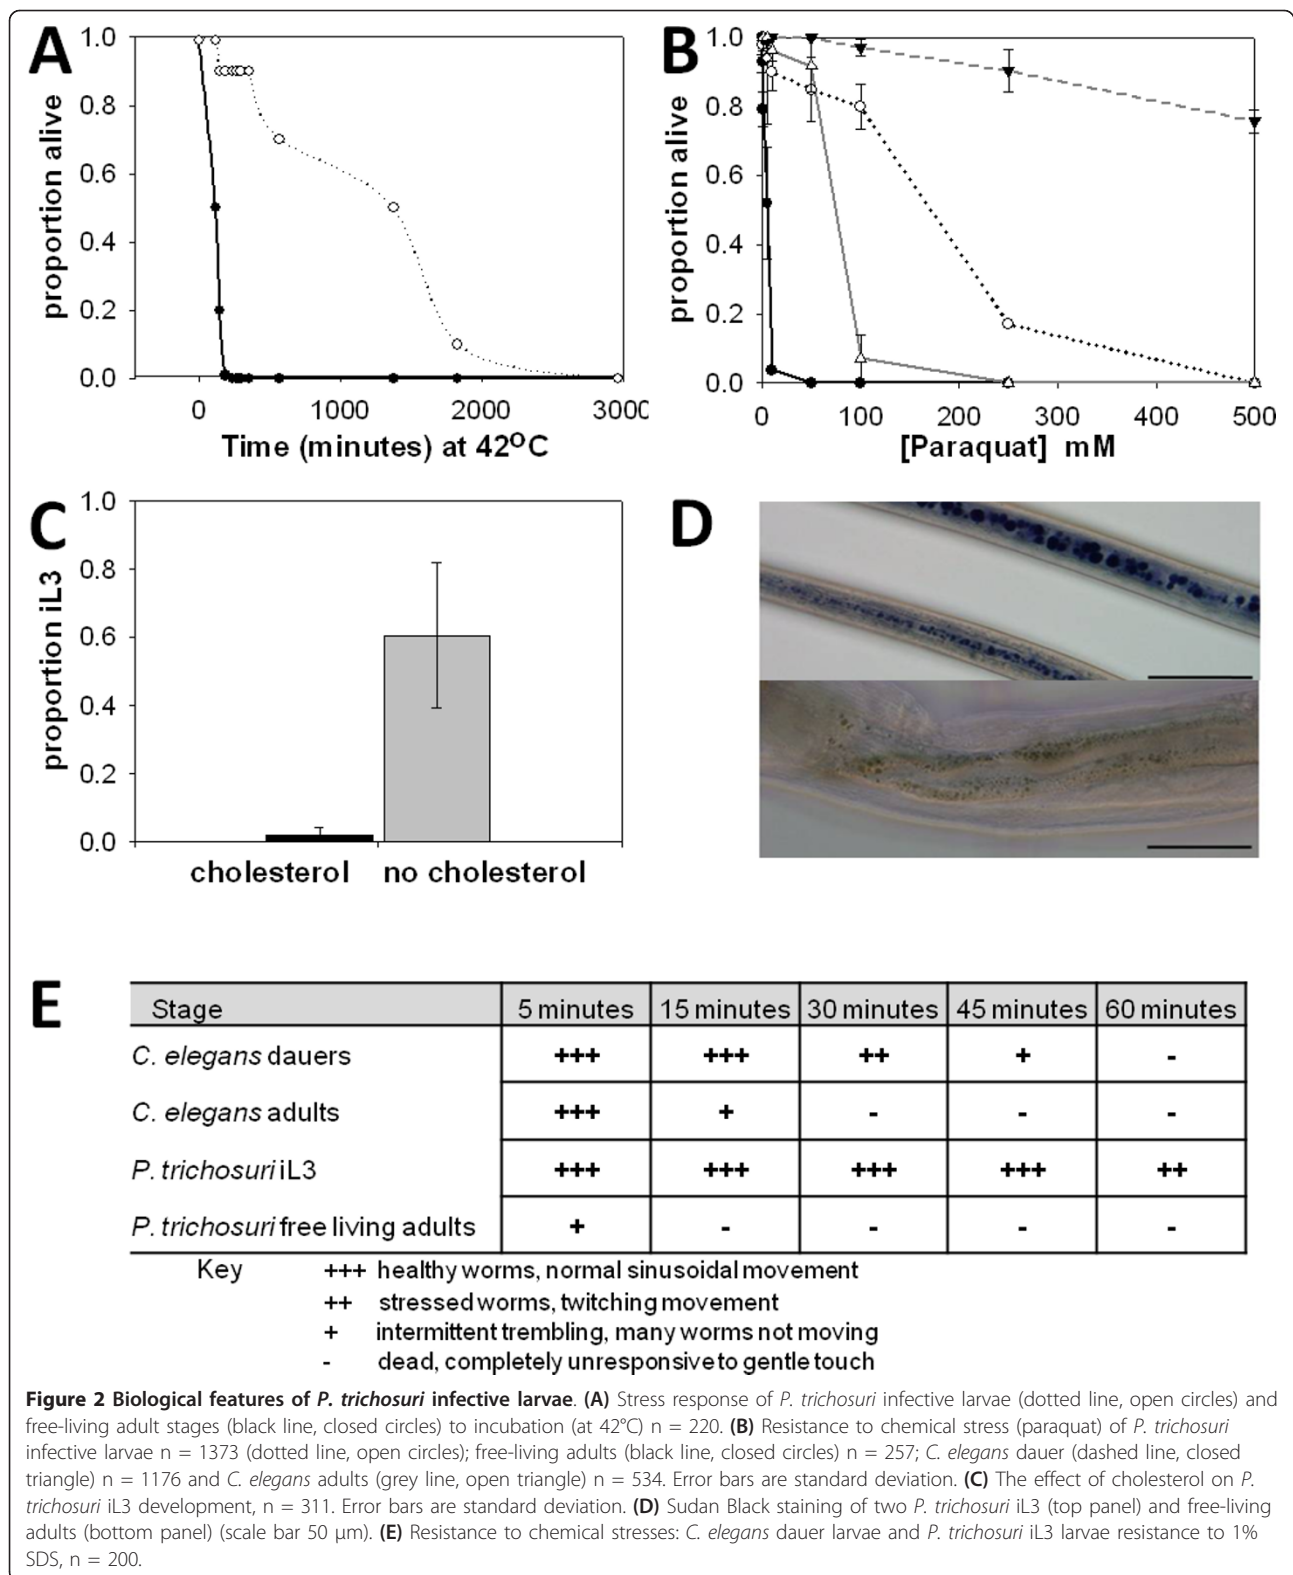 A
1.0
0.8
0.6
0.4
0.2
0.0
proportion alive
0 1000 2000 3000
Time (minutes) at 42ºC
B
1.0
0.8
0.6
0.4
0.2
0.0
proportion alive
0 100 200 300 400 500
[Paraquat] mM
C
1.0
0.8
0.6
0.4
0.2
0.0
proportion iL3
cholesterol no cholesterol
D
E
Stage 5 minutes 15 minutes 30 minutes 45 minutes 60 minutes
C. elegans dauers +++ +++ ++ + -
C. elegans adults +++ + - - -
P. trichosuri iL3 +++ +++ +++ +++ ++
P. trichosuri free living adults + - - - -
Key +++ healthy worms, normal sinusoidal movement
++ stressed worms, twitching movement
+ intermittent trembling, many worms not moving
- dead, completely unresponsive to gentle touch
Figure 2 Biological features of P. trichosuri infective larvae. (A) Stress response of P. trichosuri infective larvae (dotted line, open circles) and
free-living adult stages (black line, closed circles) to incubation (at 42°C) n = 220. (B) Resistance to chemical stress (paraquat) of P. trichosuri
infective larvae n = 1373 (dotted line, open circles); free-living adults (black line, closed circles) n = 257; C. elegans dauer (dashed line, closed
triangle) n = 1176 and C. elegans adults (grey line, open triangle) n = 534. Error bars are standard deviation. (C) The effect of cholesterol on P.
trichosuri iL3 development, n = 311. Error bars are standard deviation. (D) Sudan Black staining of two P. trichosuri iL3 (top panel) and free-living
adults (bottom panel) (scale bar 50 μm). (E) Resistance to chemical stresses: C. elegans dauer larvae and P. trichosuri iL3 larvae resistance to 1%
SDS, n = 200.